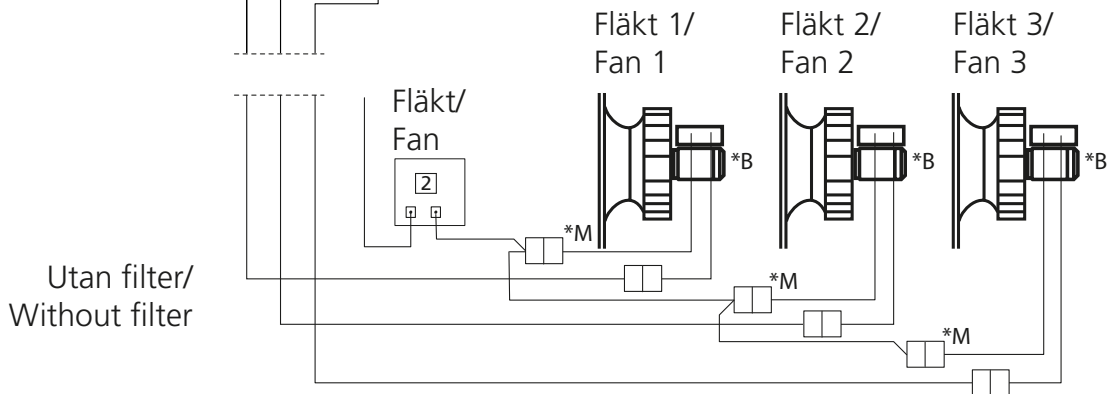 Fläkt 1/
Fan 1
Fläkt 2/
Fan 2
Fläkt 3/
Fan 3
Fläkt/
Fan
2
*B
*B
*B
*M
*M
*M
Utan filter/
Without filter